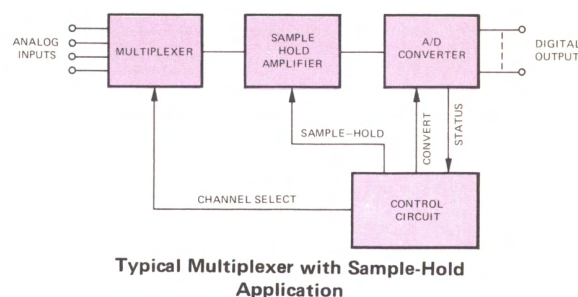 ANALOG
INPUTS
MULTIPLEXER
SAMPLE
HOLD
AMPLIFIER
A/D
CONVERTER
DIGITAL
OUTPUT
SAMPLE-HOLD
CONVERT
STATUS
CHANNEL SELECT
CONTROL
CIRCUIT
Typical Multiplexer with Sample-Hold
Application